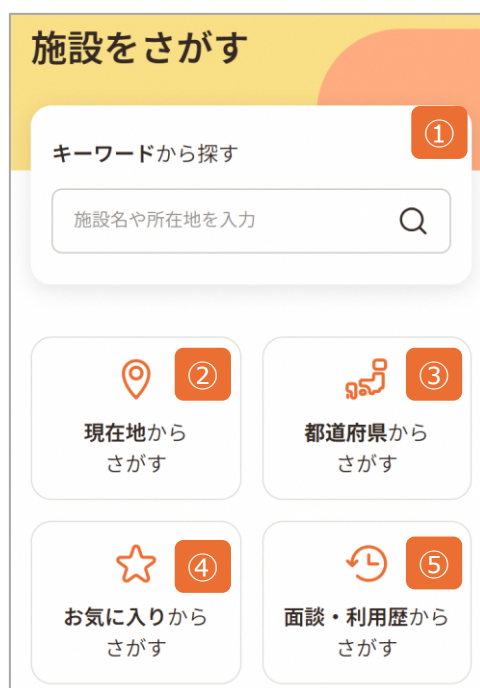 施設をさがす
①
キーワードから探す
施設名や所在地を入力
②
③
現在地から
さがす
都道府県から
さがす
④
⑤
お気に入りから
さがす
面談・利用歴から
さがす